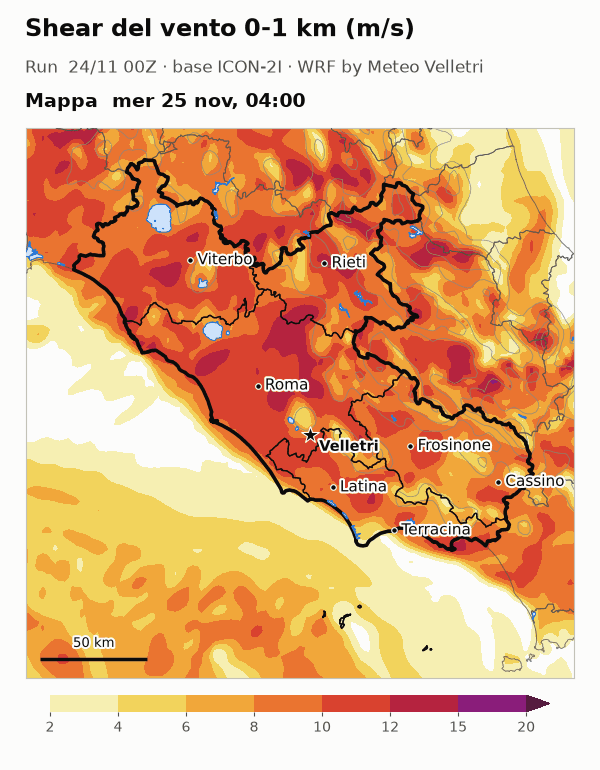 Shear del vento 0-1 km (m/s)
Run  24/11 00Z · base ICON-2I · WRF by Meteo Velletri
Mappa  mer 25 nov, 04:00
Viterbo
Rieti
Roma
Velletri
Frosinone
Latina
Cassino
Terracina
50 km
2 4 6 8 10 12 15 20